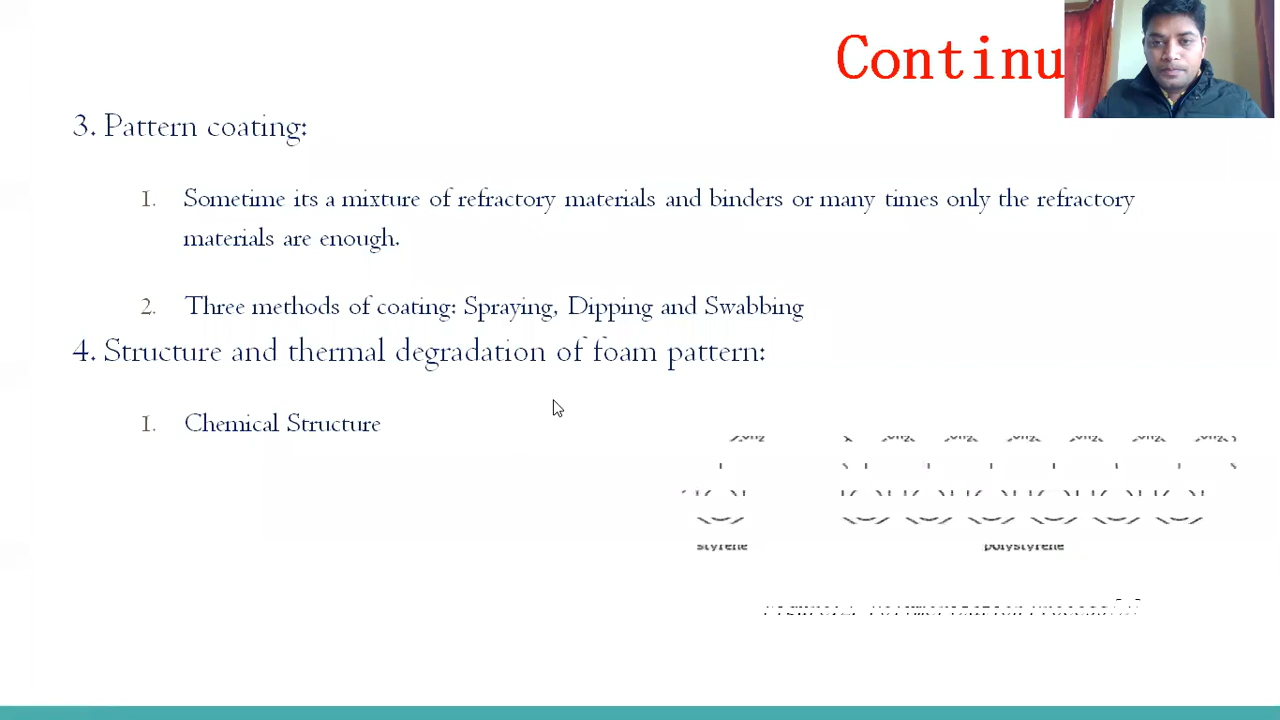 Continu
3. Pattern coating:
1. Sometime its a mixture of refractory materials and binders or many times only the refractory
materials are enough.
2. Three methods of coating: Spraying, Dipping and Swabbing
4. Structure and thermal degradation of foam pattern:
1. Chemical Structure
styrene
polystyrene